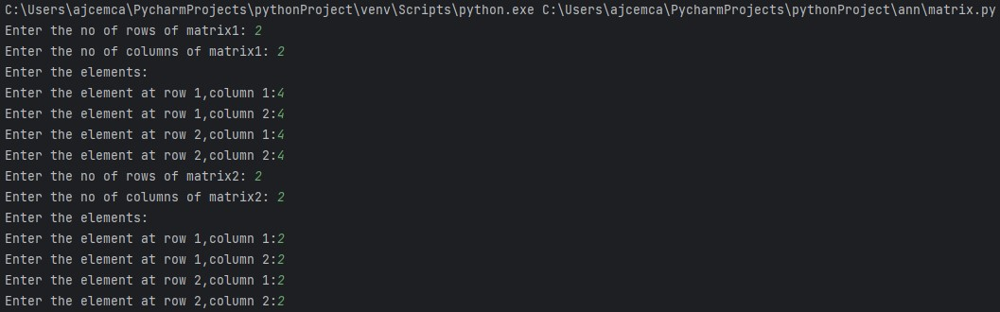 C:\Users\ajcemca\PycharmProjects\pythonProject\venv\Scripts\python.exe C:\Users\ajcemca\PycharmProjects\pythonProject\ann\matrix.py
Enter the no of rows of matrix1: 2
Enter the no of columns of matrix1: 2
Enter the elements:
Enter the element at row 1,column 1:4
Enter the element at row 1,column 2:4
Enter the element at row 2,column 1:4
Enter the element at row 2,column 2:4
Enter the no of rows of matrix2: 2
Enter the no of columns of matrix2: 2
Enter the elements:
Enter the element at row 1,column 1:2
Enter the element at row 1,column 2:2
Enter the element at row 2,column 1:2
Enter the element at row 2,column 2:2